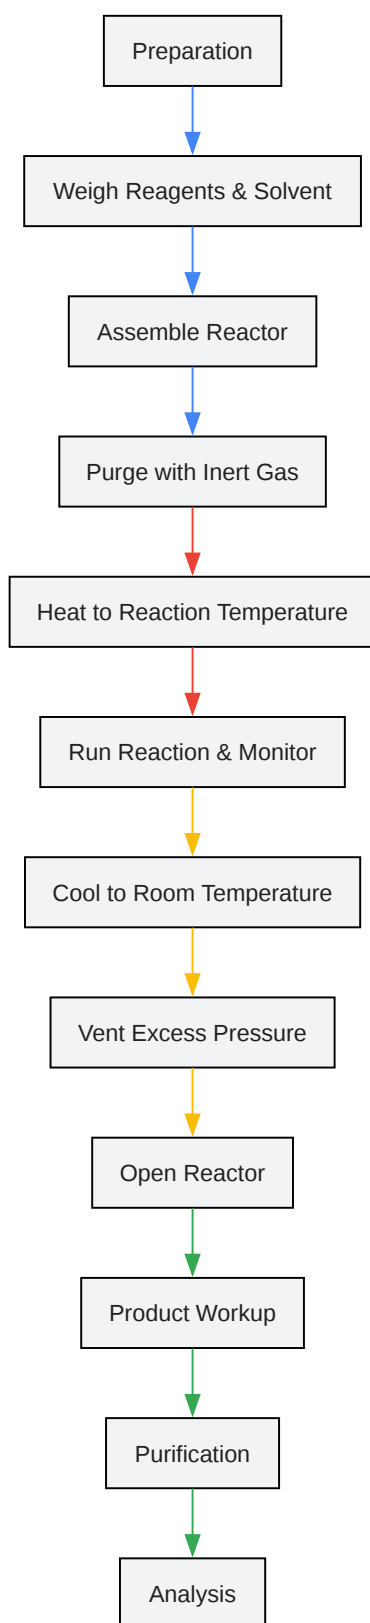 Preparation
Weigh Reagents & Solvent
Assemble Reactor
Purge with Inert Gas
Heat to Reaction Temperature
Run Reaction & Monitor
Cool to Room Temperature
Vent Excess Pressure
Open Reactor
Product Workup
Purification
Analysis